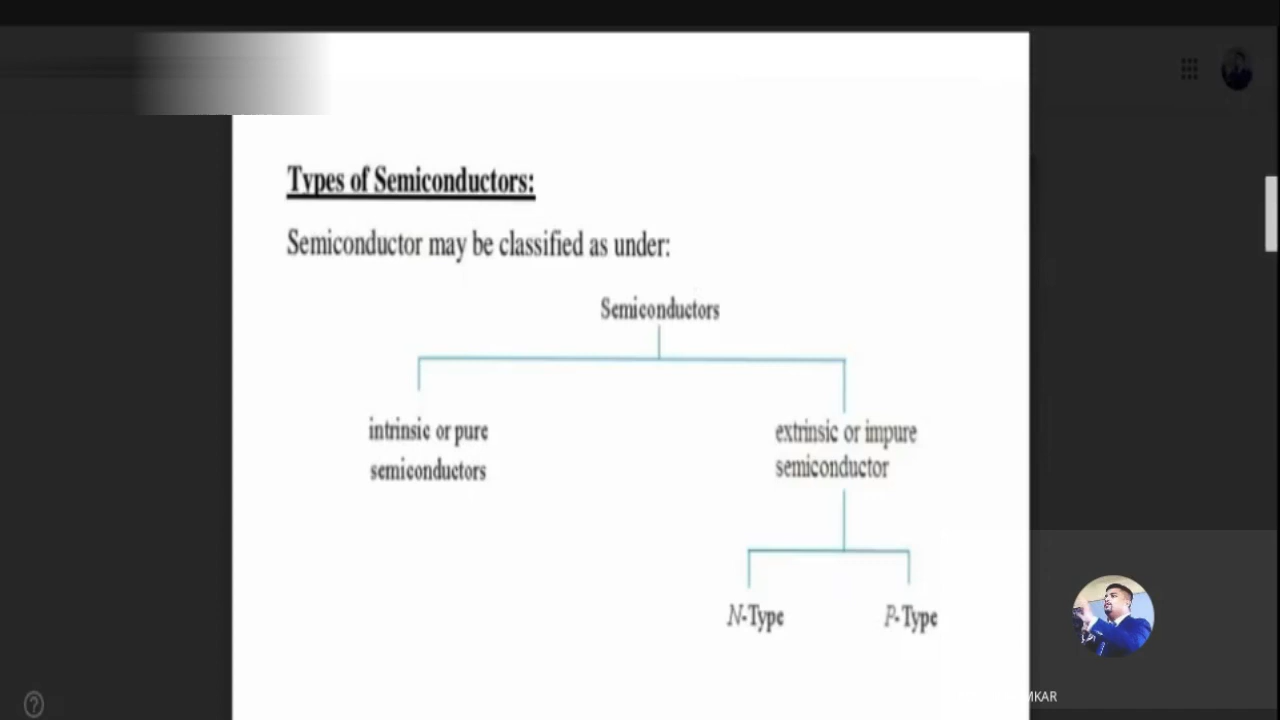 Types of Semiconductors:
Semiconductor may be classified as under:
Semiconductors
intrinsic or pure
semiconductors
extrinsic or impure
semiconductor
N-Type
P-Type
MKAR